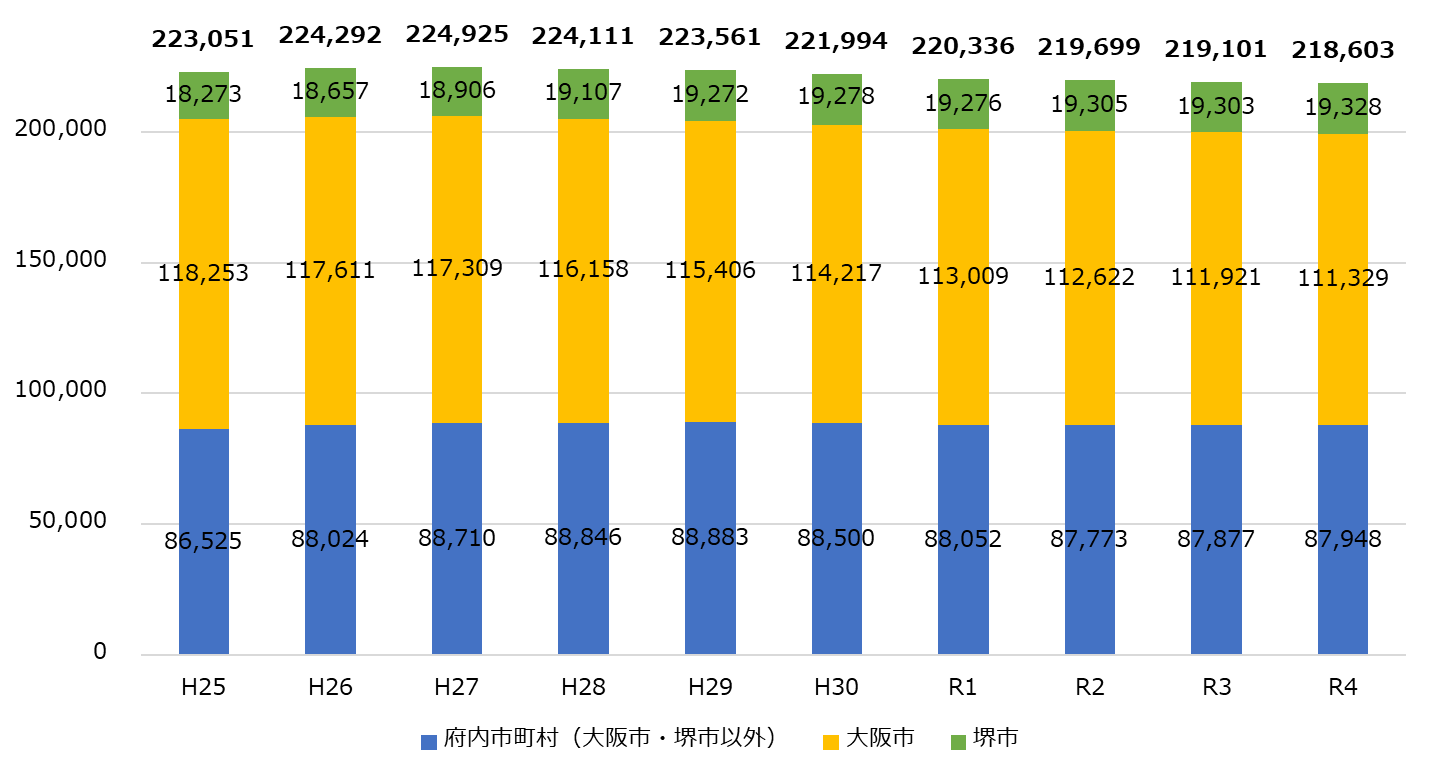 223,051 224,292 224,925 224,111 223,561 221,994 220,336 219,699 219,101 218,603
18,273 18,657 18,906 19,107 19,272 19,278 19,276 19,305 19,303 19,328
200,000
150,000
118,253 117,611 117,309 116,158 115,406 114,217 113,009 112,622 111,921 111,329
100,000
50,000
86,525 88,024 88,710 88,846 88,883 88,500 88,052 87,773 87,877 87,948
0
H25 H26 H27 H28 H29 H30 R1 R2 R3 R4
府内市町村（大阪市・堺市以外） 大阪市 堺市